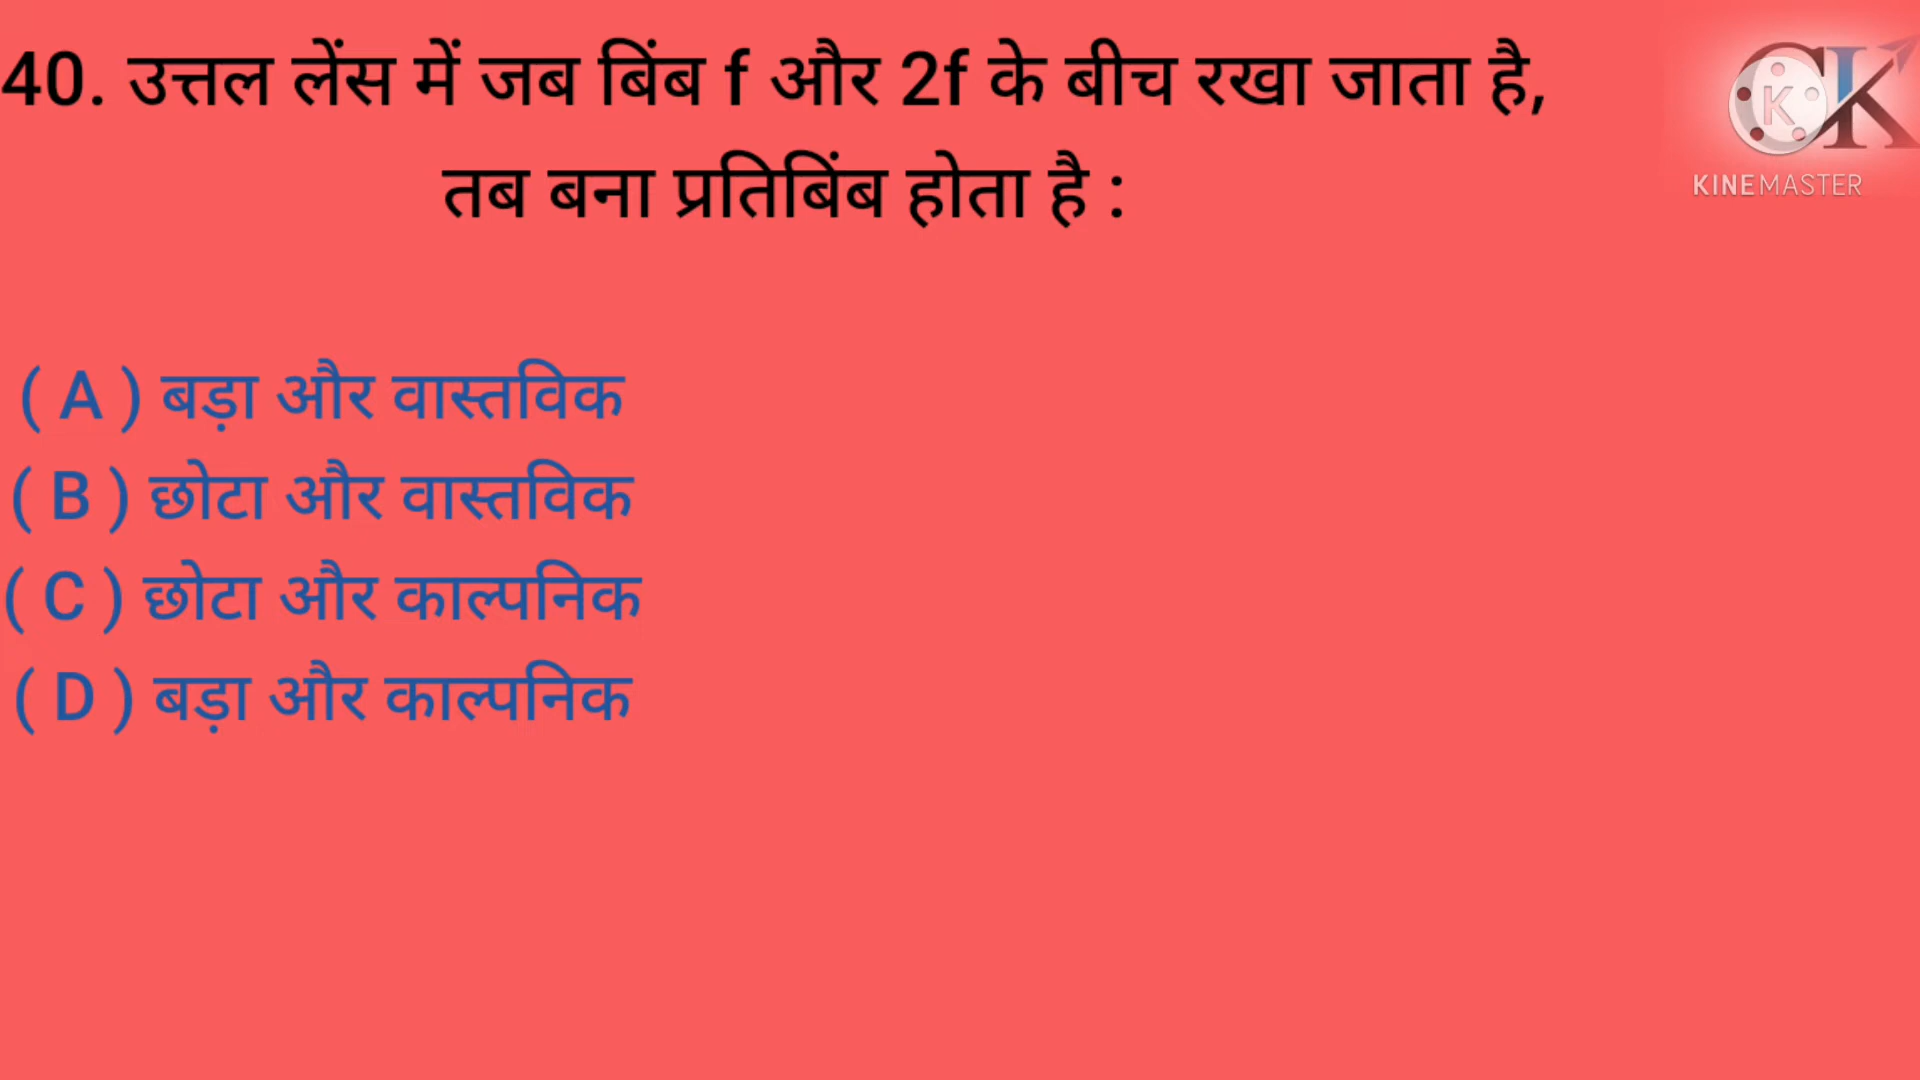 40. उत्तल लेंस में जब बिंब f और 2f के बीच रखा जाता है,
तब बना प्रतिबिंब होता है :
( A ) बड़ा और वास्तविक
( B ) छोटा और वास्तविक
( C ) छोटा और काल्पनिक
( D ) बड़ा और काल्पनिक
K
KINEMASTER